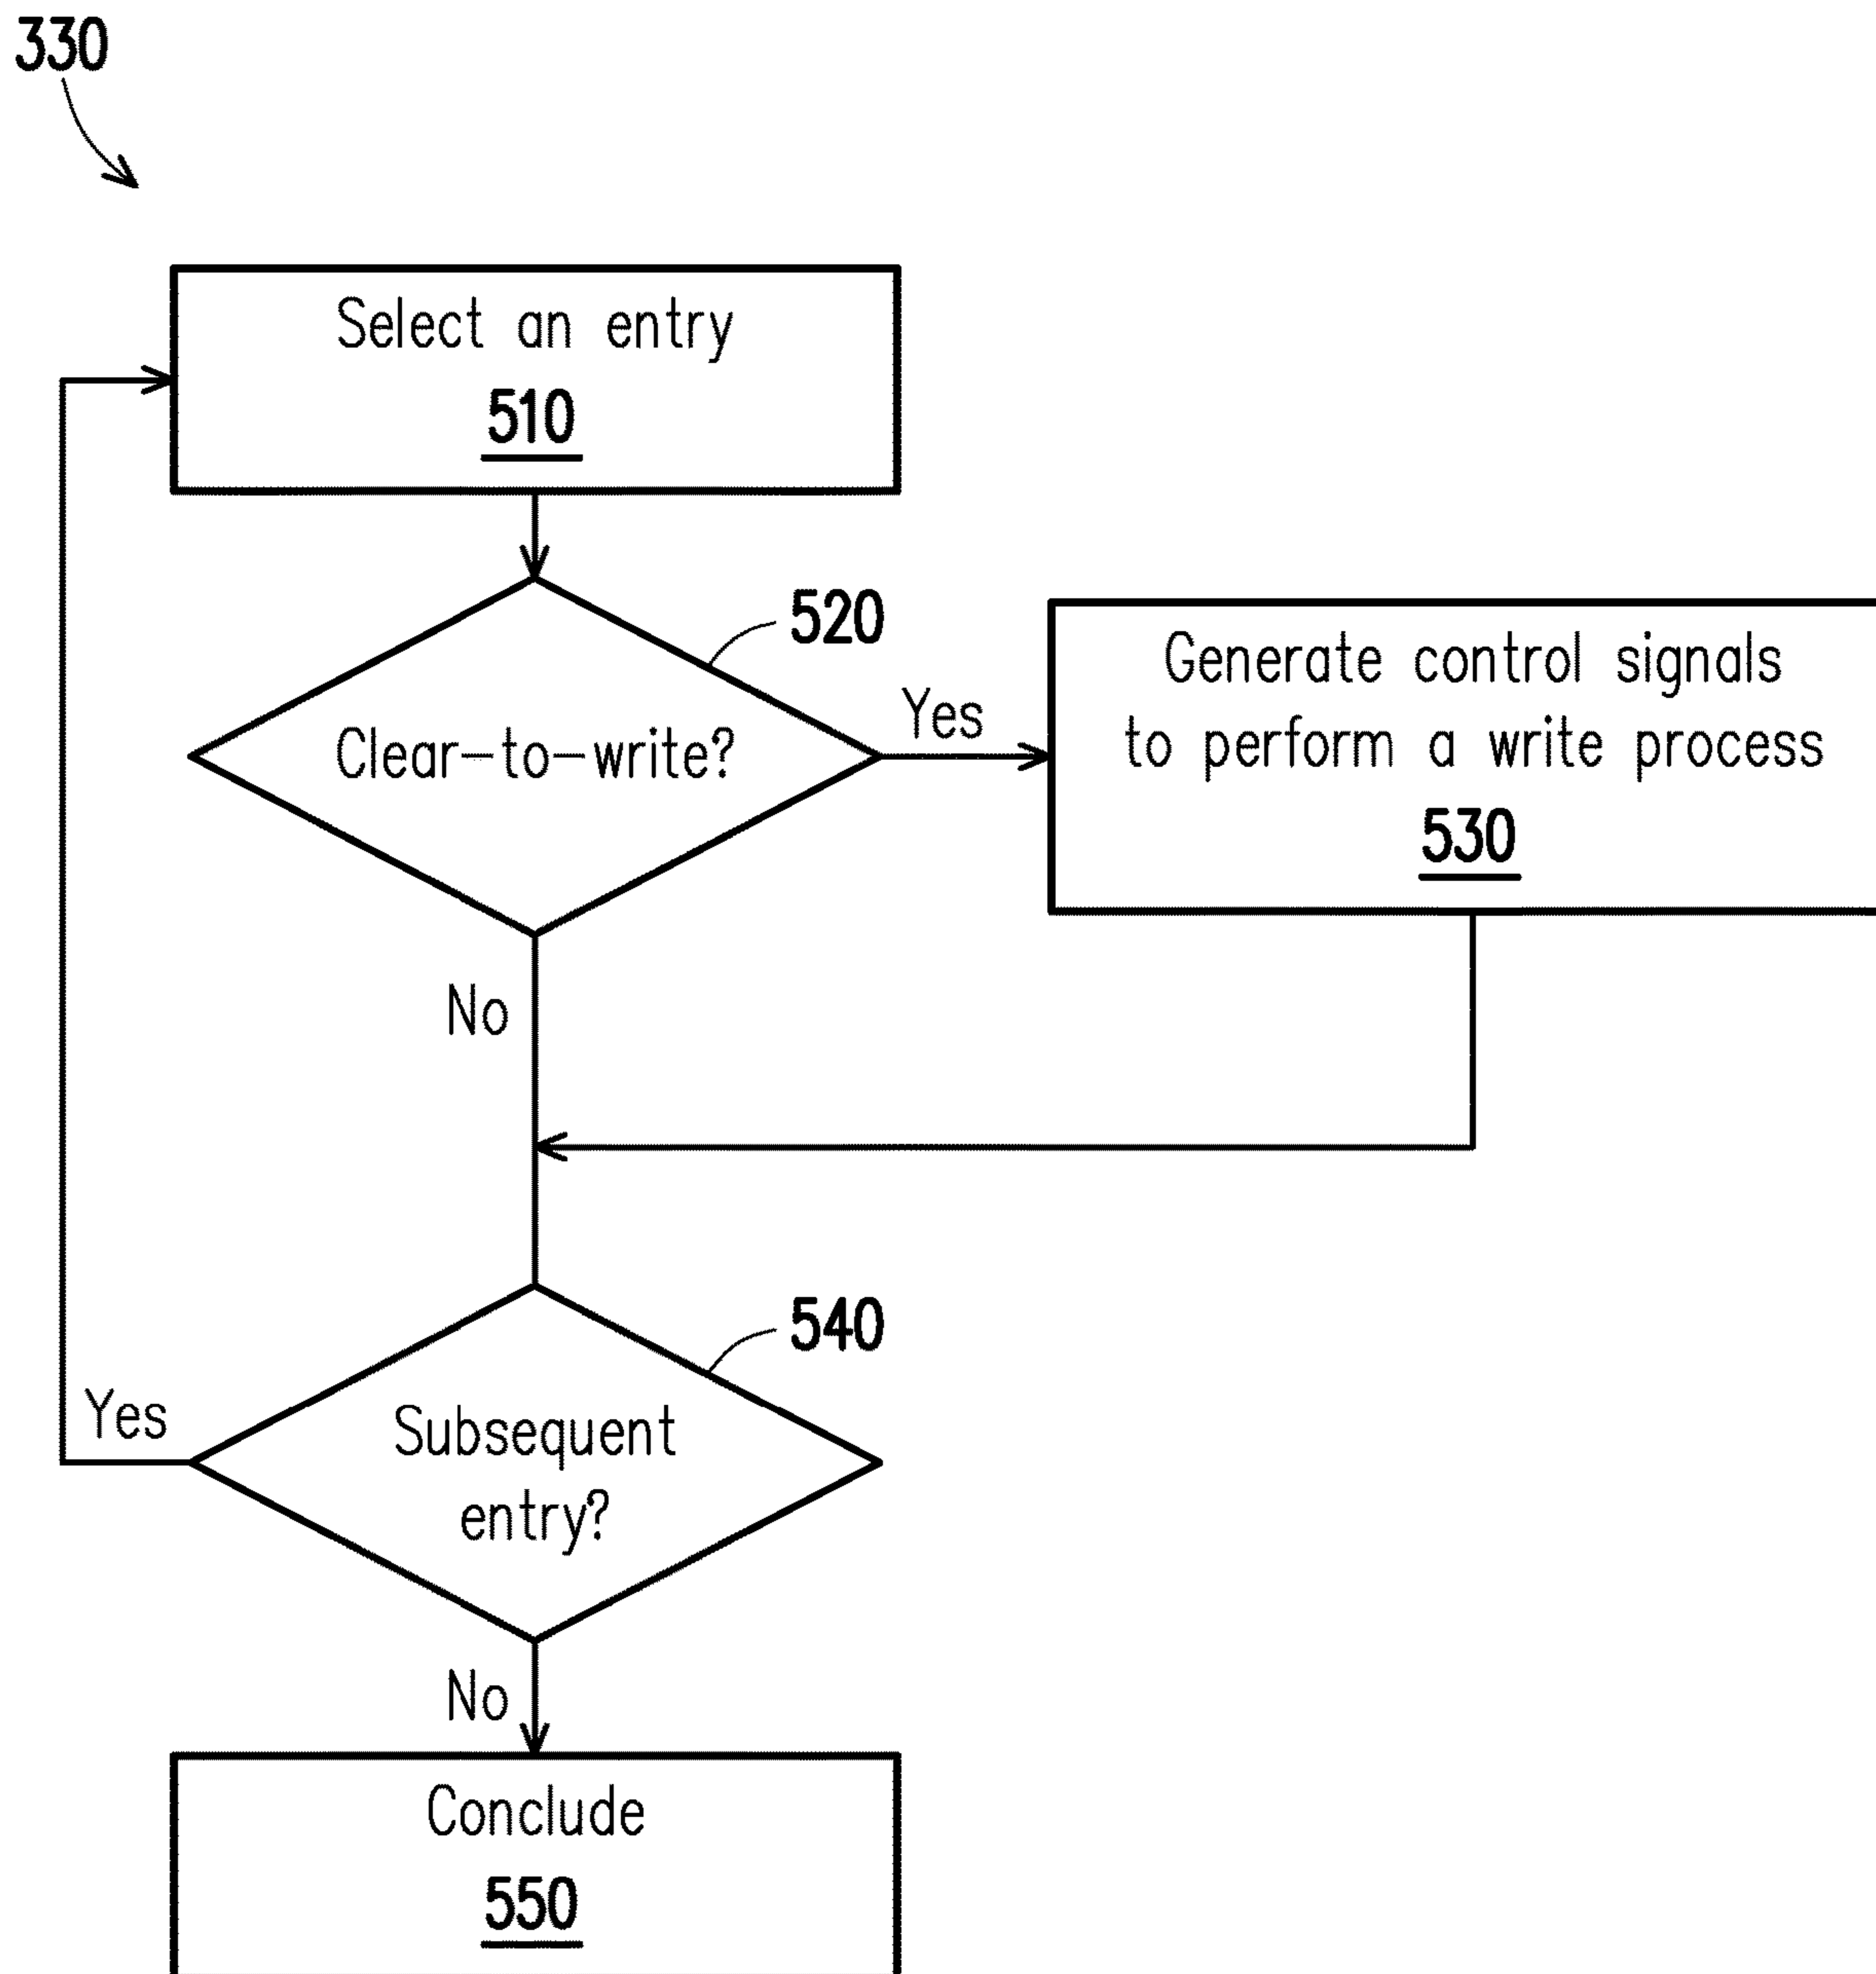 330
Select an entry
510
520
Clear-to-write?
Yes
Generate control signals
to perform a write process
530
No
540
Yes
Subsequent
entry?
No
Conclude
550